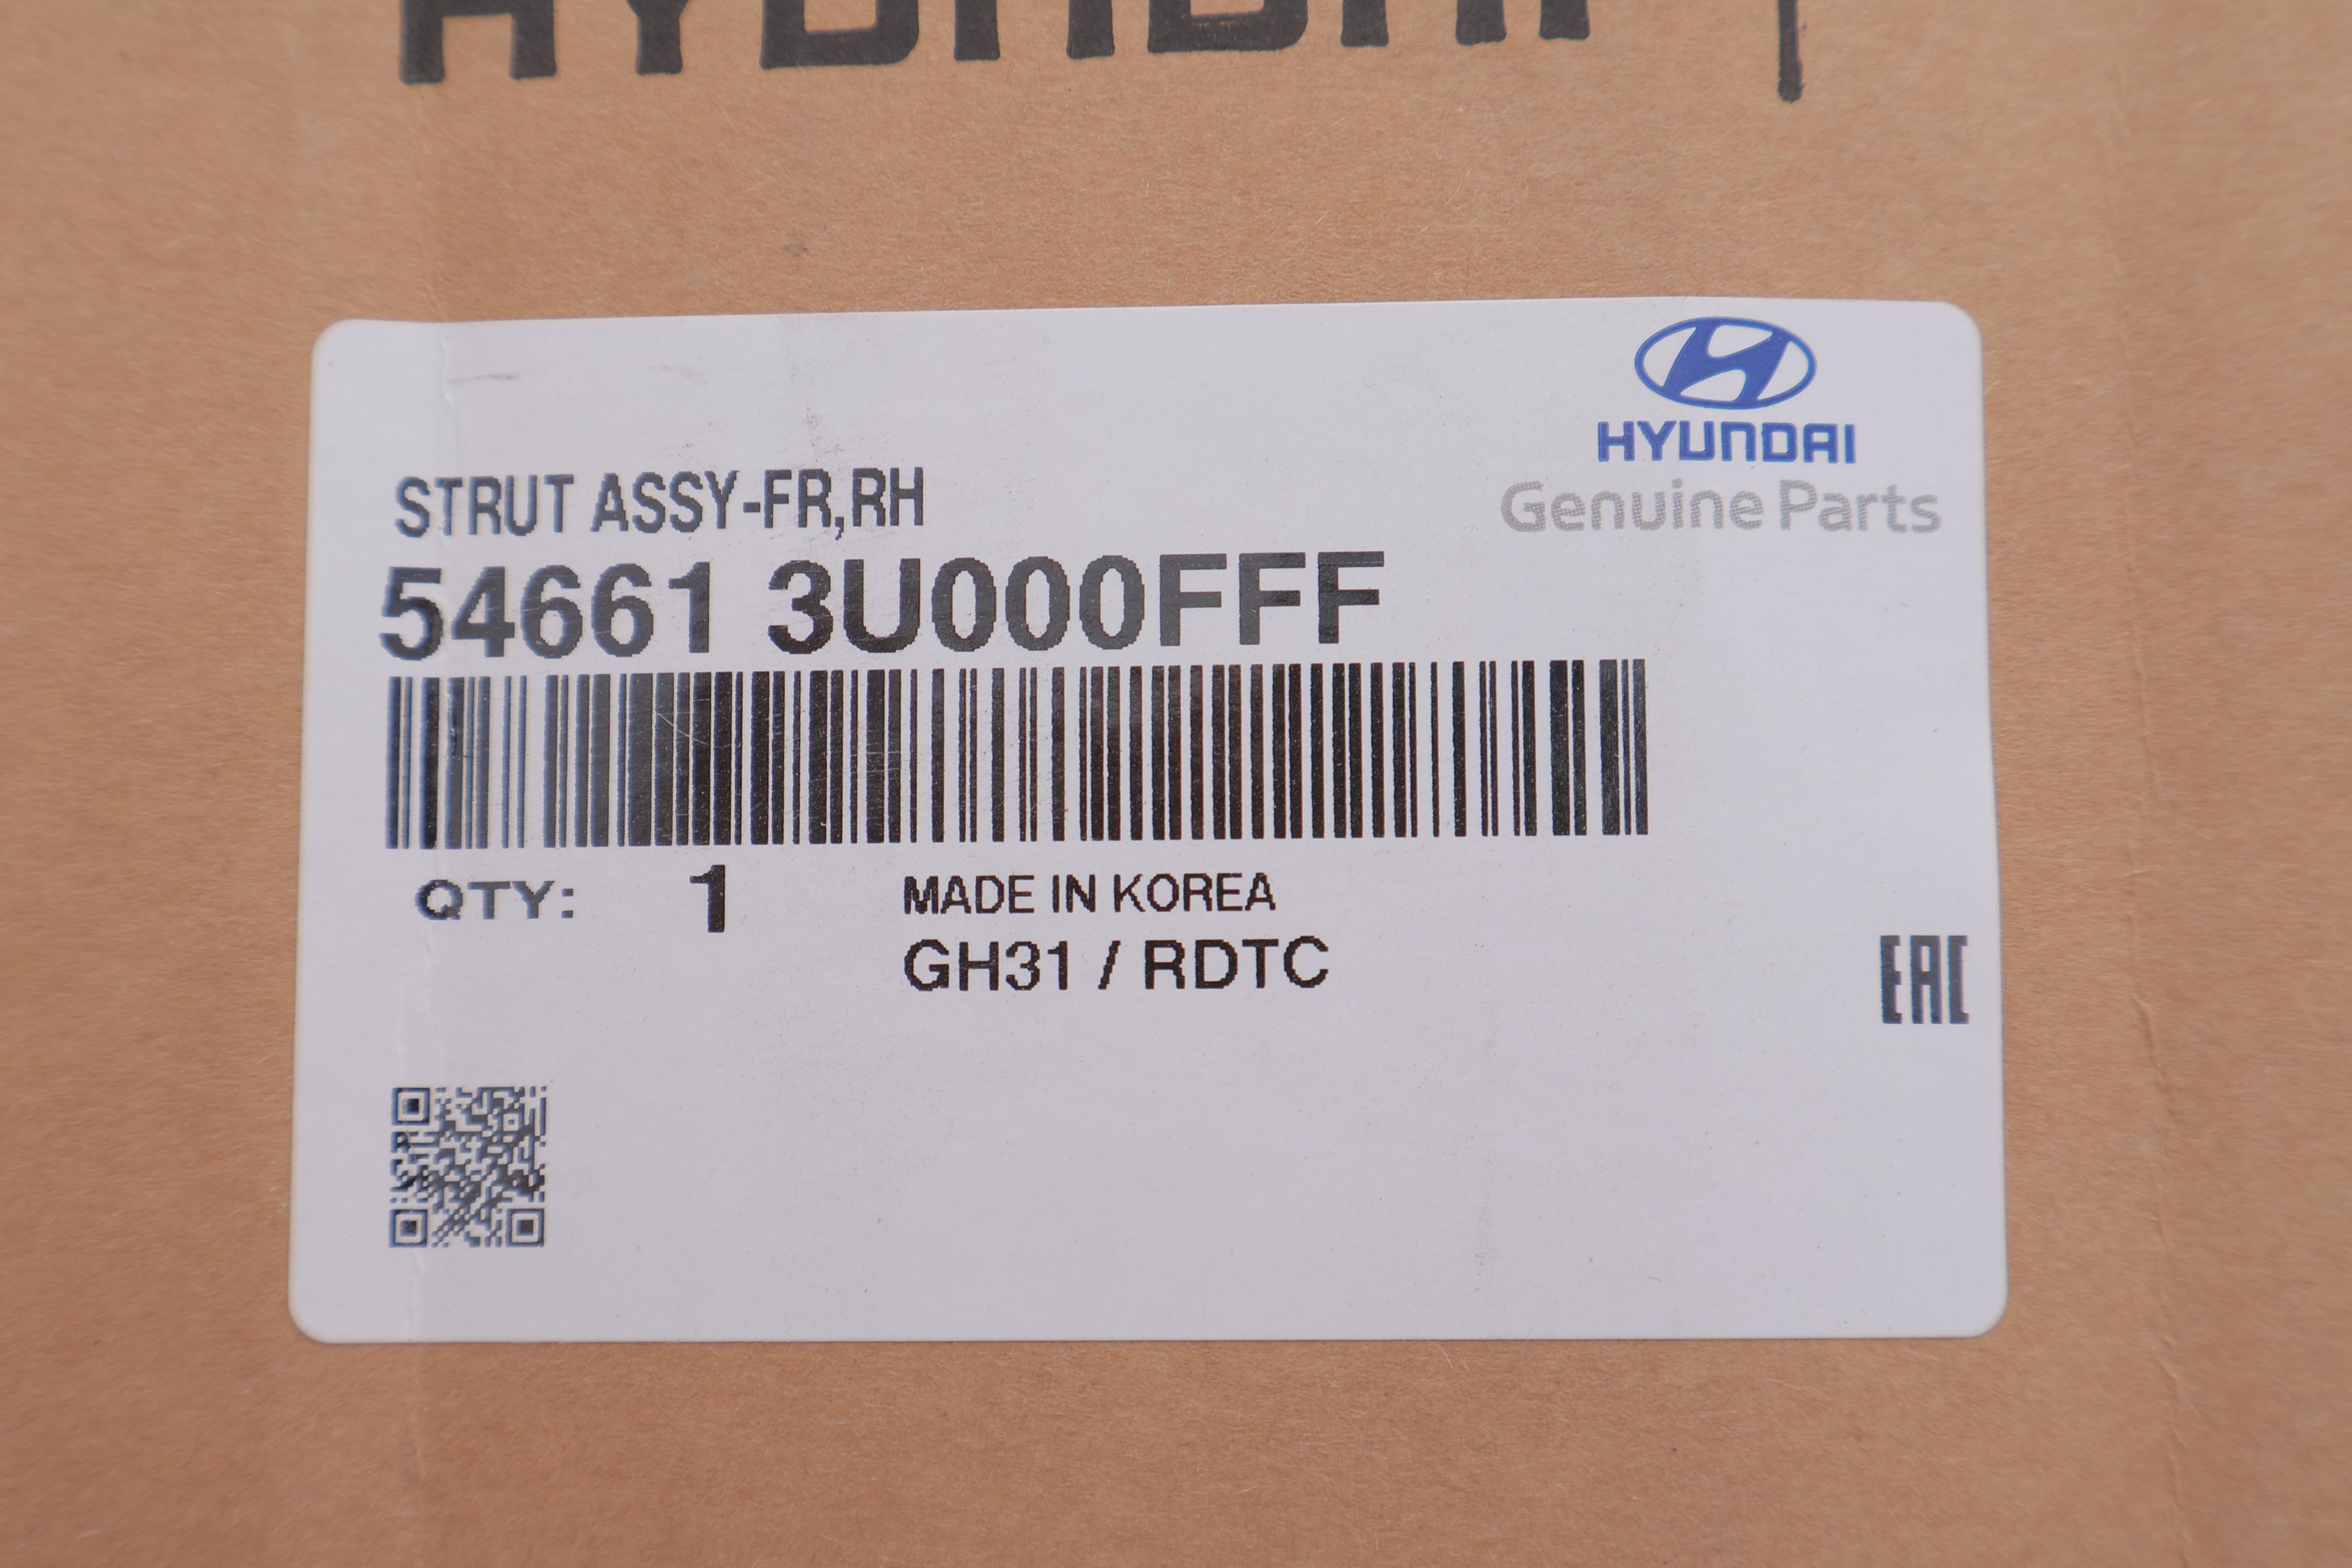 HYUNDAI
HYUNDAI
Genuine Parts
STRUT ASSY-FR,RH
54661 3U000FFF
QTY: 1 MADE IN KOREA
GH31 / RDTC
EAC